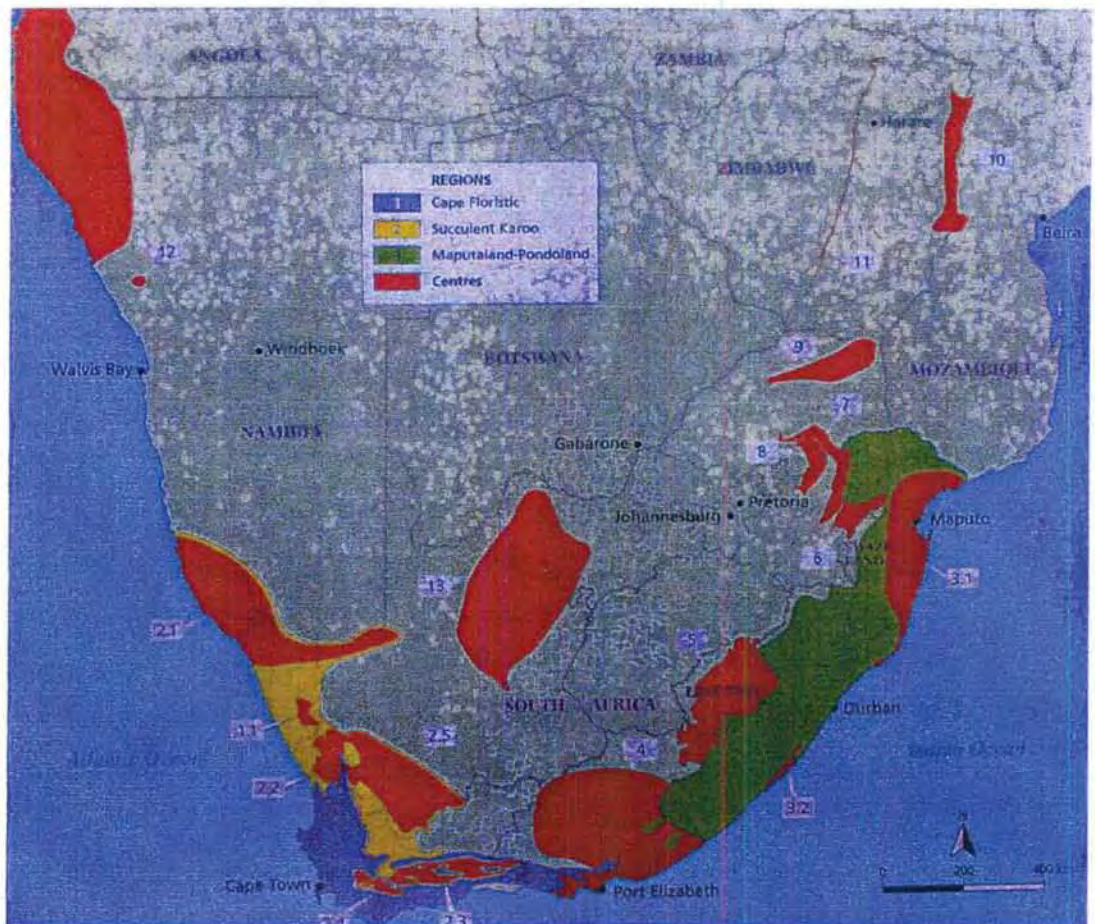 ANGOLA
ZAMBIA
Harare
ZIMBABWE
10
Beira
REGIONS
1 Cape Floristic
2 Succulent Karoo
3 Maputaland-Pondoland
Centres
12
11
Windhoek
Walvis Bay
BOTSWANA
9
MOZAMBIQUE
7
NAMIBIA
Gabarone
8
Pretoria
Johannesburg
Maputo
6
LAND
3.1
13
2.1
5
SOUTH AFRICA
Durban
1.1
2.5
4
Atlantic Ocean
Indian Ocean
2.2
3.2
N
Cape Town
Port Elizabeth
0 200 400
2.3